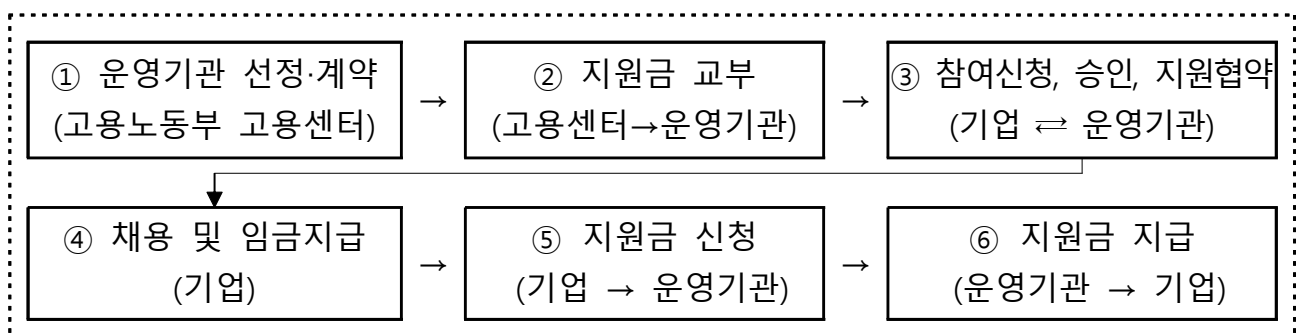 ① 운영기관 선정·계약
(고용노동부 고용센터)
→
② 지원금 교부
(고용센터→운영기관)
→
③ 참여신청, 승인, 지원협약
(기업 ⇄ 운영기관)
④ 채용 및 임금지급
(기업)
→
⑤ 지원금 신청
(기업 → 운영기관)
→
⑥ 지원금 지급
(운영기관 → 기업)